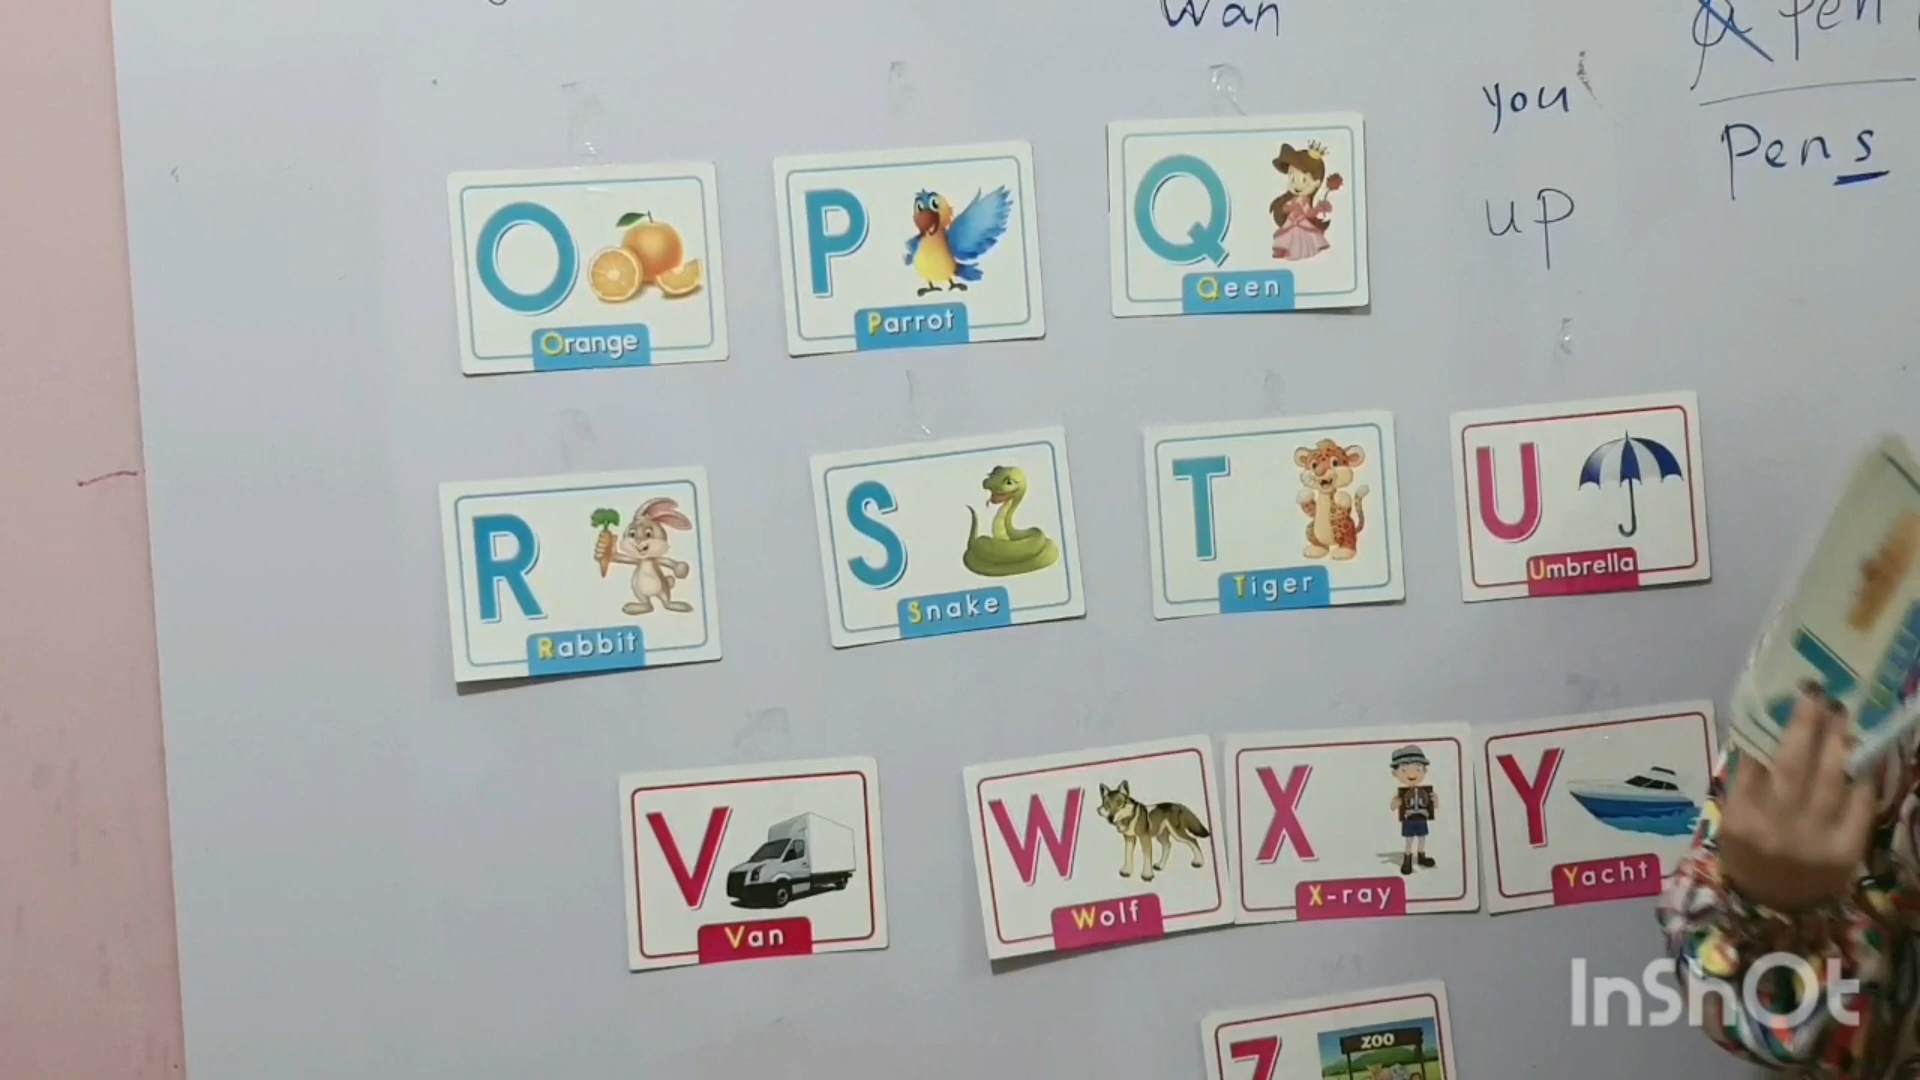 Wan
a pen
you
pens
up
O
Orange
P
Parrot
Q
Qeen
R
Rabbit
S
Snake
T
Tiger
U
Umbrella
V
Van
W
Wolf
X
X-ray
Y
Yacht
Z
ZOO
InShOt